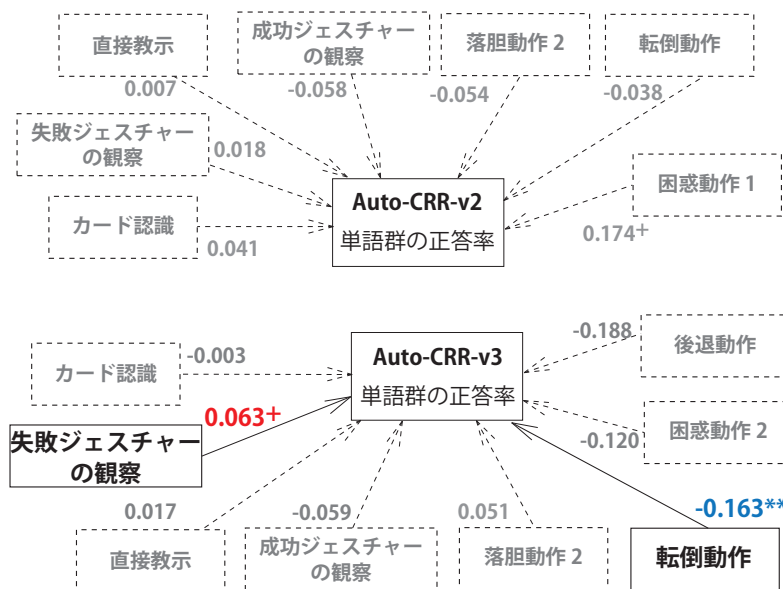 直接教示
成功ジェスチャー
の観察
落胆動作 2
転倒動作
0.007
-0.058
-0.054
-0.038
失敗ジェスチャー
の観察
0.018
Auto-CRR-v2
単語群の正答率
困惑動作 1
カード認識
0.041
0.174+
カード認識
-0.003
Auto-CRR-v3
単語群の正答率
-0.188
後退動作
失敗ジェスチャー
の観察
0.063+
困惑動作 2
-0.120
0.017
-0.059
0.051
-0.163**
直接教示
成功ジェスチャー
の観察
落胆動作 2
転倒動作